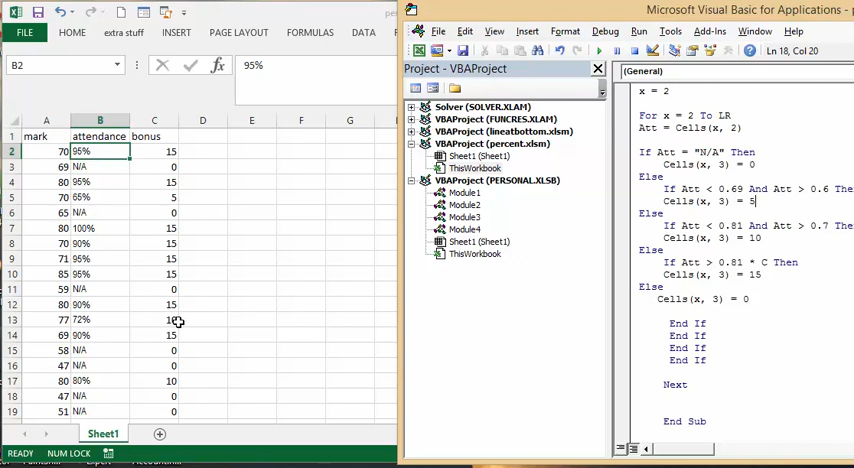 Microsoft Visual Basic for Applications -
FILE HOME extra stuff INSERT PAGE LAYOUT FORMULAS DATA
B2 fx 95%
A B C D E F G H
1 mark attendance bonus
2 70 95% 15
3 69 N/A 0
4 80 95% 15
5 70 65% 5
6 65 N/A 0
7 80 100% 15
8 70 90% 15
9 71 95% 15
10 85 95% 15
11 59 N/A 0
12 80 90% 15
13 77 72% 10
14 69 90% 15
15 58 N/A 0
16 47 N/A 0
17 80 80% 10
18 47 N/A 0
19 51 N/A 0
Sheet1
READY NUM LOCK
File Edit View Insert Format Debug Run Tools Add-Ins Window
Ln 18, Col 20
Project - VBAProject
Solver (SOLVER.XLAM)
VBAProject (FUNCRES.XLAM)
VBAProject (lineatbottom.xlsm)
VBAProject (percent.xlsm)
Sheet1 (Sheet1)
ThisWorkbook
VBAProject (PERSONAL.XLSB)
Module1
Module2
Module3
Module4
Sheet1 (Sheet1)
ThisWorkbook
(General)
x = 2
For x = 2 To LR
Att = Cells(x, 2)
If Att = "N/A" Then
Cells(x, 3) = 0
Else
If Att < 0.69 And Att > 0.6 The
Cells(x, 3) = 5
Else
If Att < 0.81 And Att > 0.7 Th
Cells(x, 3) = 10
Else
If Att > 0.81 * C Then
Cells(x, 3) = 15
Else
Cells(x, 3) = 0
End If
End If
End If
End If
Next
End Sub